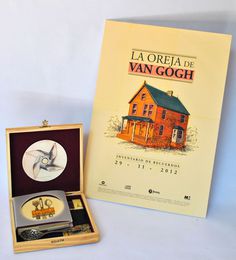 LA OREJA DE
VAN GOGH
INVENTARIO DE RECUERDOS
29 - 11 - 2012